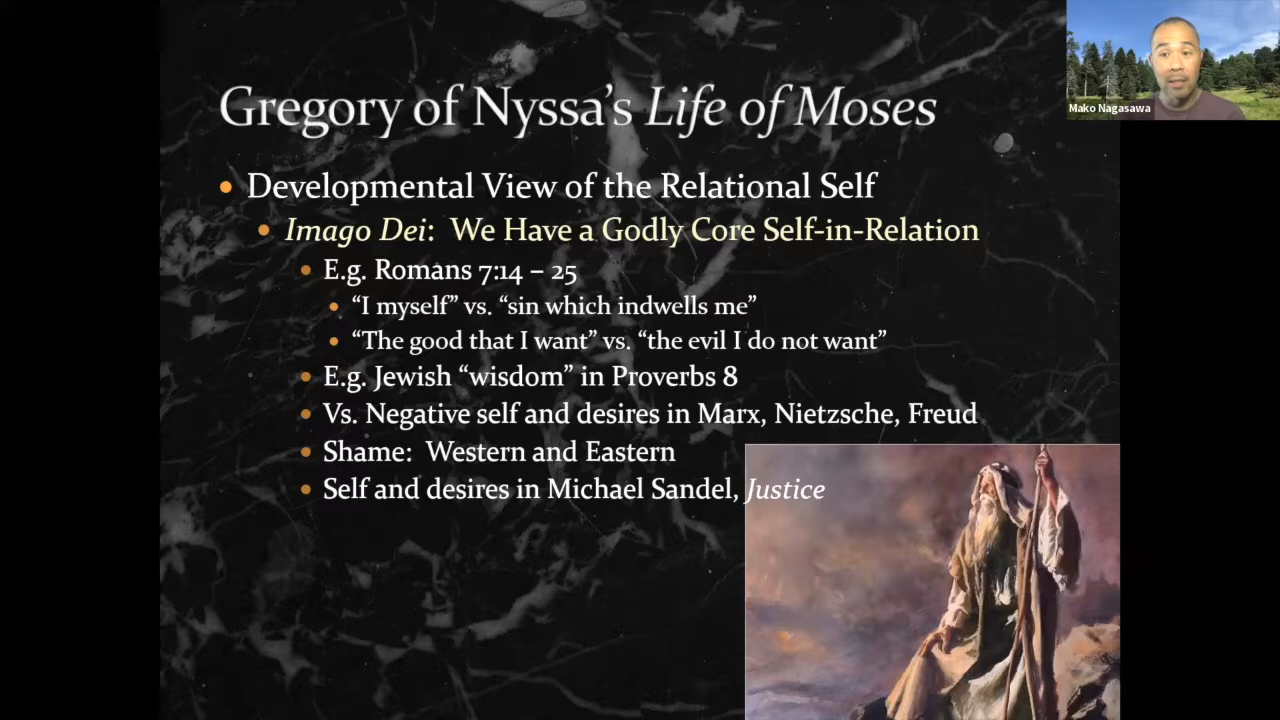 Gregory of Nyssa’s Life of Moses
Mako Nagasawa
• Developmental View of the Relational Self
• Imago Dei: We Have a Godly Core Self-in-Relation
• E.g. Romans 7:14 – 25
• “I myself” vs. “sin which indwells me”
• “The good that I want” vs. “the evil I do not want”
• E.g. Jewish “wisdom” in Proverbs 8
• Vs. Negative self and desires in Marx, Nietzsche, Freud
• Shame: Western and Eastern
• Self and desires in Michael Sandel, Justice